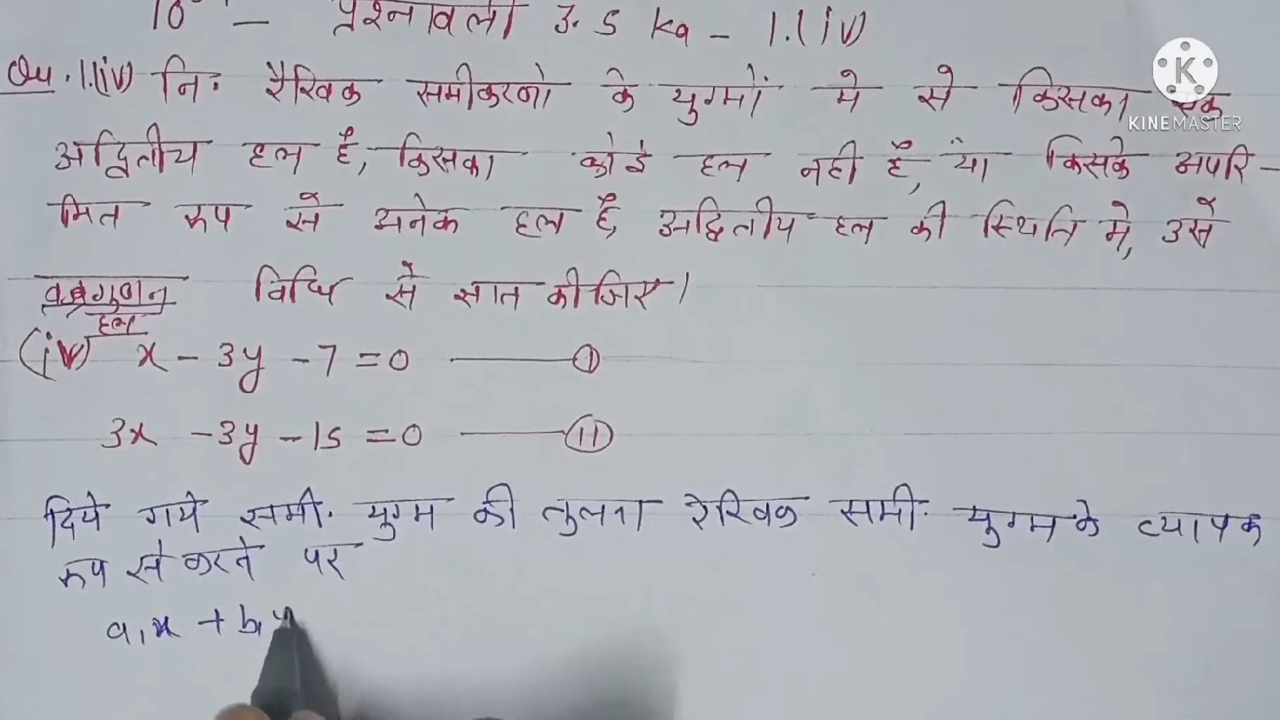 10 — प्रश्नावली 3.5 ka - 1.(iv)
Qu. 1.(iv) नि: रैखिक समीकरनो के युग्मों मे से किसका एक
K
KINEMASTER
अद्वितीय हल है, किसका कोई हल नही है, या किसके अपरि-
मित रूप से अनेक हल है, अद्वितीय हल की स्थिति मे, उसे
वज्रगुणन विधि से ज्ञात कीजिए।
हल
(iv) x - 3y - 7 = 0 — (I)
3x - 3y - 15 = 0 — (II)
दिये गये समी. युग्म की तुलना रेखिक समी. युग्म के व्यापक
रूप से करने पर
a₁x + b₁y